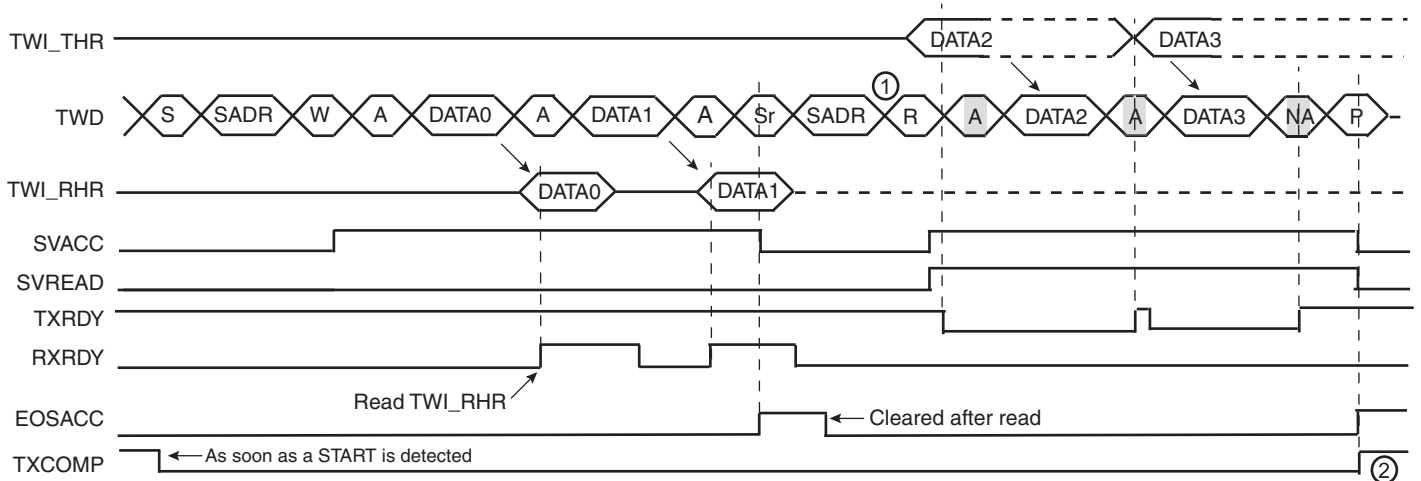 TWI_THR DATA2 DATA3
①
TWD S SADR W A DATA0 A DATA1 A Sr SADR R A DATA2 A DATA3 NA P
TWI_RHR DATA0 DATA1
SVACC
SVREAD
TXRDY
RXRDY
Read TWI_RHR
EOSACC Cleared after read
TXCOMP As soon as a START is detected ②